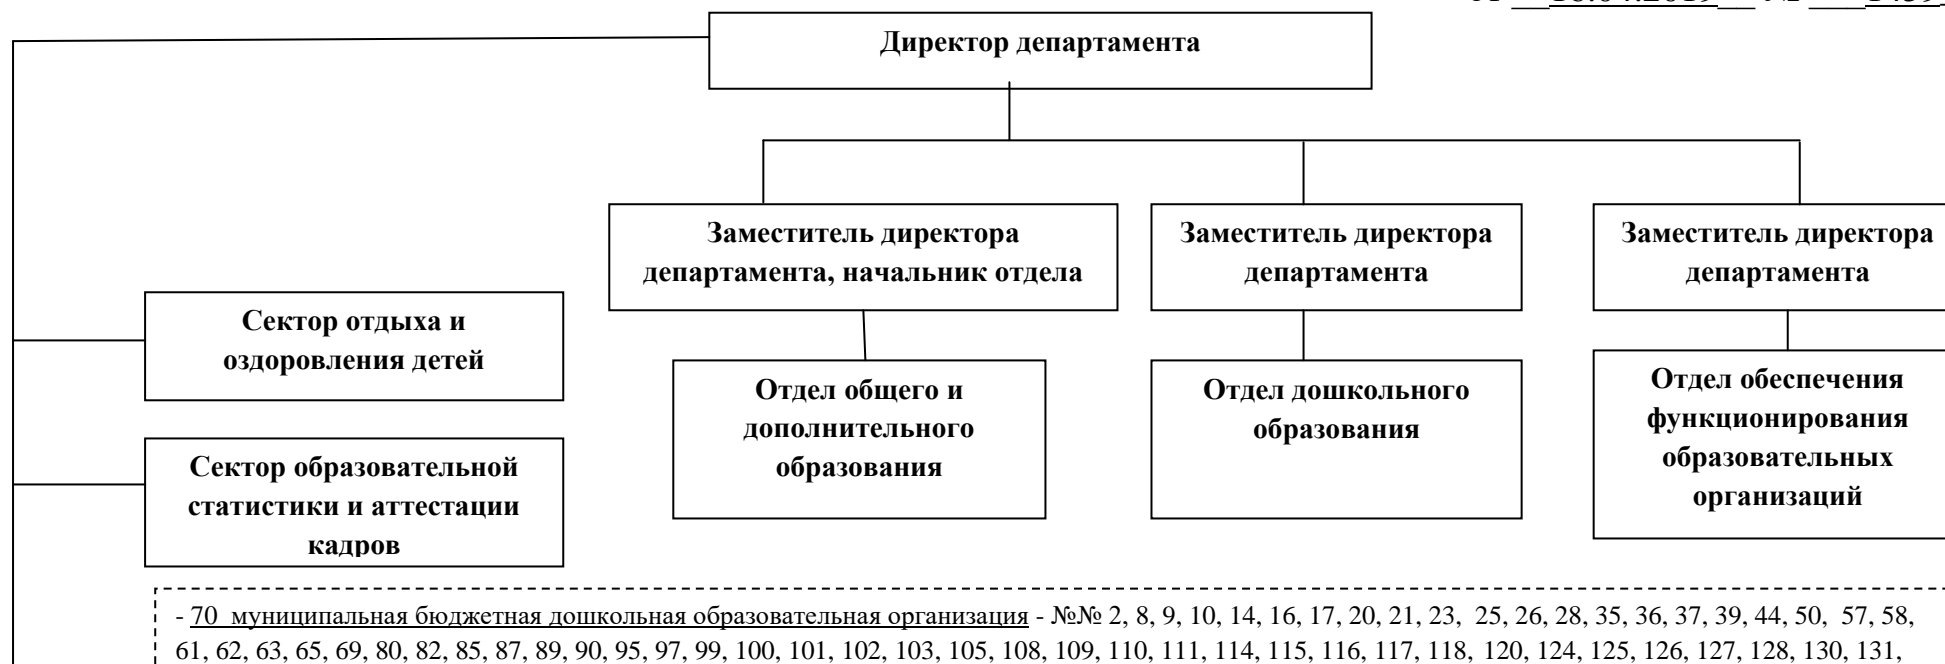 Директор департамента
Заместитель директора
департамента, начальник отдела
Заместитель директора
департамента
Заместитель директора
департамента
Сектор отдыха и
оздоровления детей
Отдел общего и
дополнительного
образования
Отдел дошкольного
образования
Отдел обеспечения
функционирования
образовательных
организаций
Сектор образовательной
статистики и аттестации
кадров
- 70 муниципальная бюджетная дошкольная образовательная организация - №№ 2, 8, 9, 10, 14, 16, 17, 20, 21, 23, 25, 26, 28, 35, 36, 37, 39, 44, 50, 57, 58,
61, 62, 63, 65, 69, 80, 82, 85, 87, 89, 90, 95, 97, 99, 100, 101, 102, 103, 105, 108, 109, 110, 111, 114, 115, 116, 117, 118, 120, 124, 125, 126, 127, 128, 130, 131,